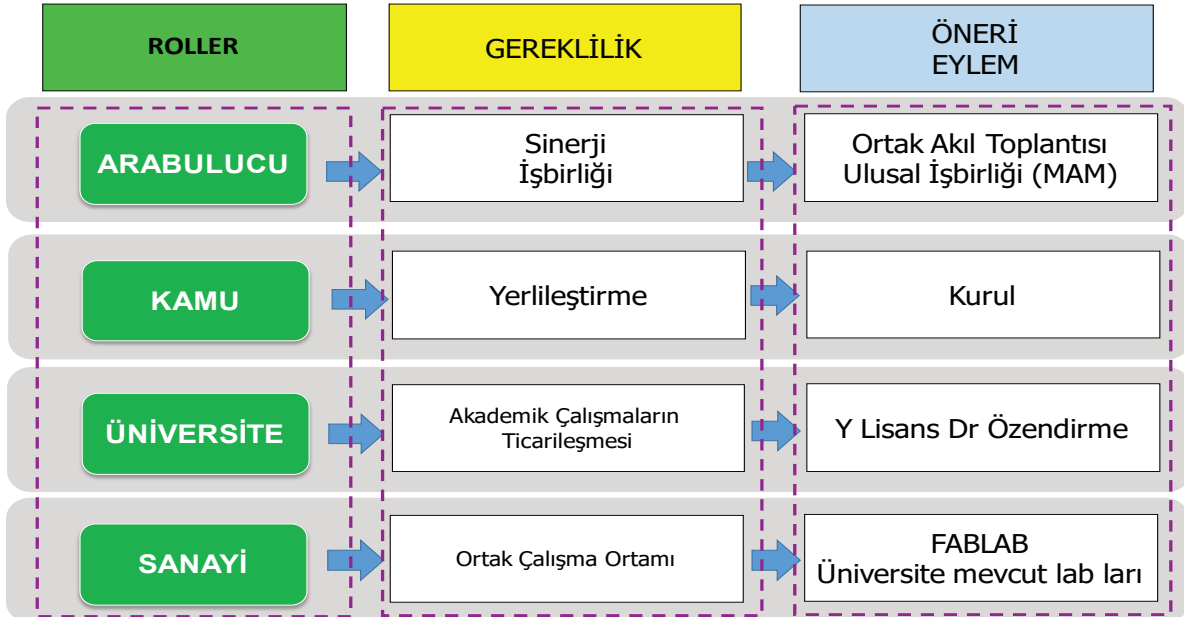 ROLLER
GEREKLİLİK
ÖNERİ
EYLEM
ARABULUCU
Sinerji
İşbirliği
Ortak Akıl Toplantısı
Ulusal İşbirliği (MAM)
KAMU
Yerlileştirme
Kurul
ÜNİVERSİTE
Akademik Çalışmaların
Ticarileşmesi
Y Lisans Dr Özendirme
SANAYİ
Ortak Çalışma Ortamı
FABLAB
Üniversite mevcut lab ları